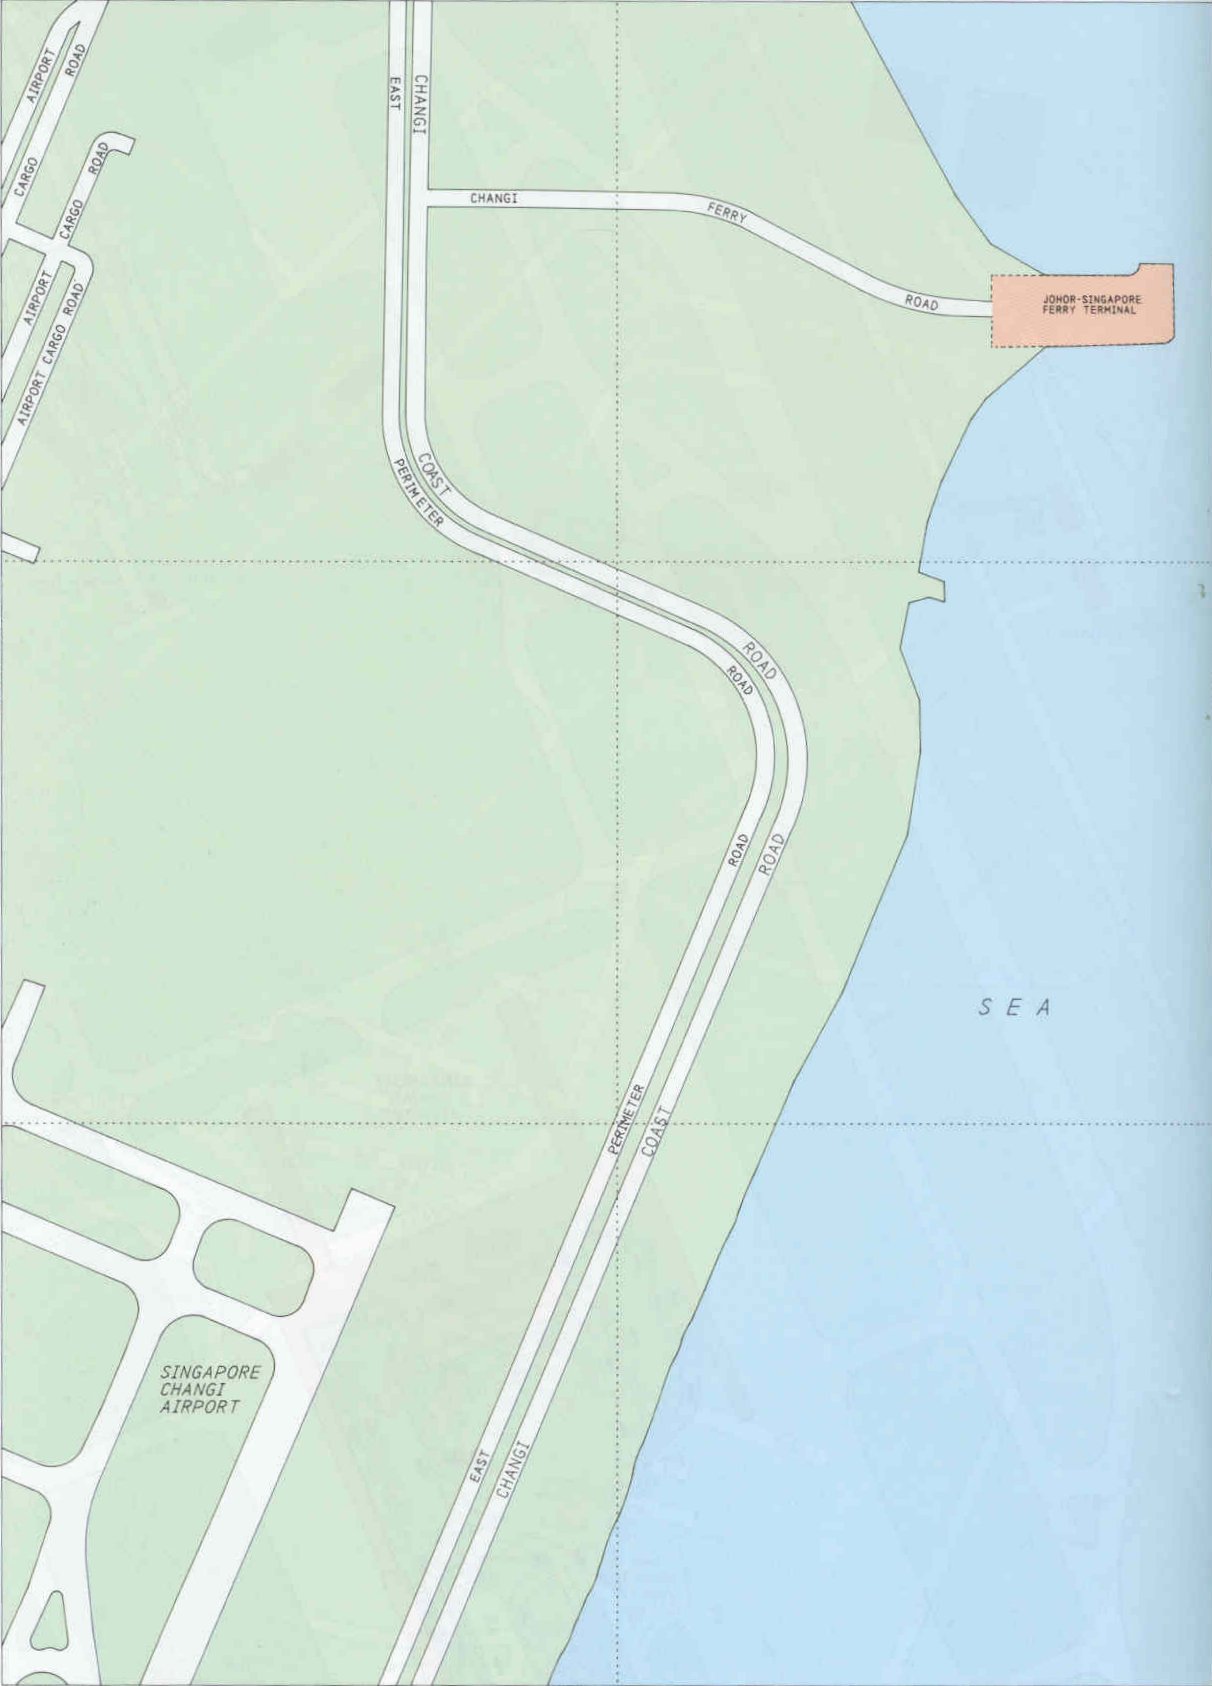 AIRPORT
CARGO
ROAD
CARGO
ROAD
AIRPORT
AIRPORT CARGO ROAD
EAST
CHANGI
CHANGI
FERRY
ROAD
JOHOR-SINGAPORE
FERRY TERMINAL
COAST
PERIMETER
ROAD
ROAD
ROAD
ROAD
SEA
PERIMETER
COAST
SINGAPORE
CHANGI
AIRPORT
EAST
CHANGI